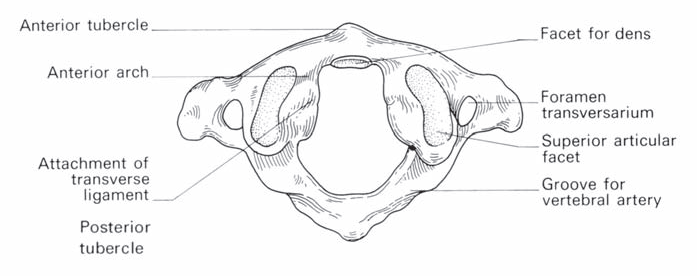 Anterior tubercle
Anterior arch
Attachment of
transverse
ligament
Posterior
tubercle
Facet for dens
Foramen
transversarium
Superior articular
facet
Groove for
vertebral artery